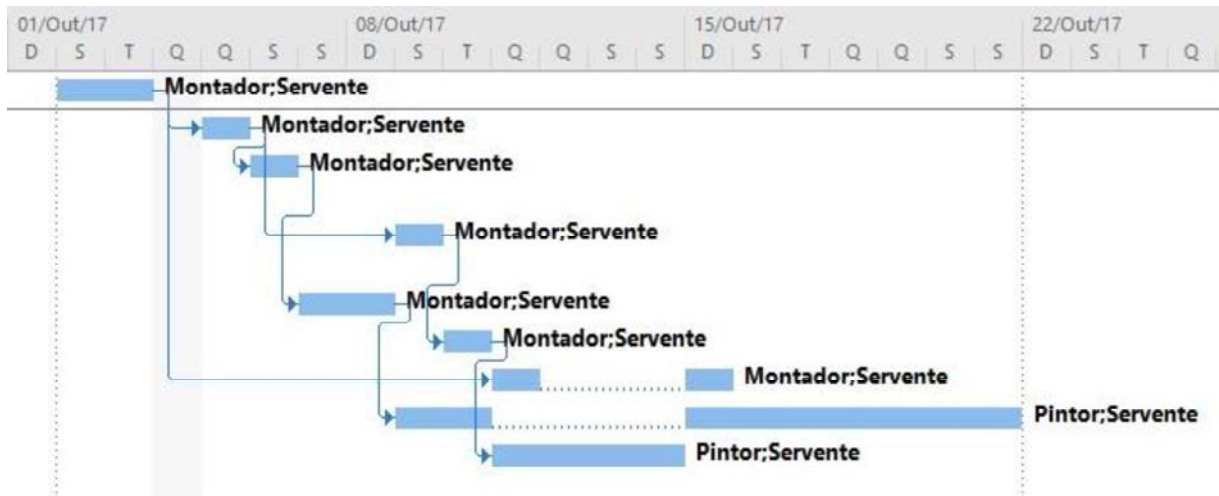 01/Out/17 08/Out/17 15/Out/17 22/Out/17
D S T Q Q S S D S T Q Q S S D S T Q Q S S D S T Q
Montador;Servente
Montador;Servente
Montador;Servente
Montador;Servente
Montador;Servente
Montador;Servente
Montador;Servente
Pintor;Servente
Pintor;Servente